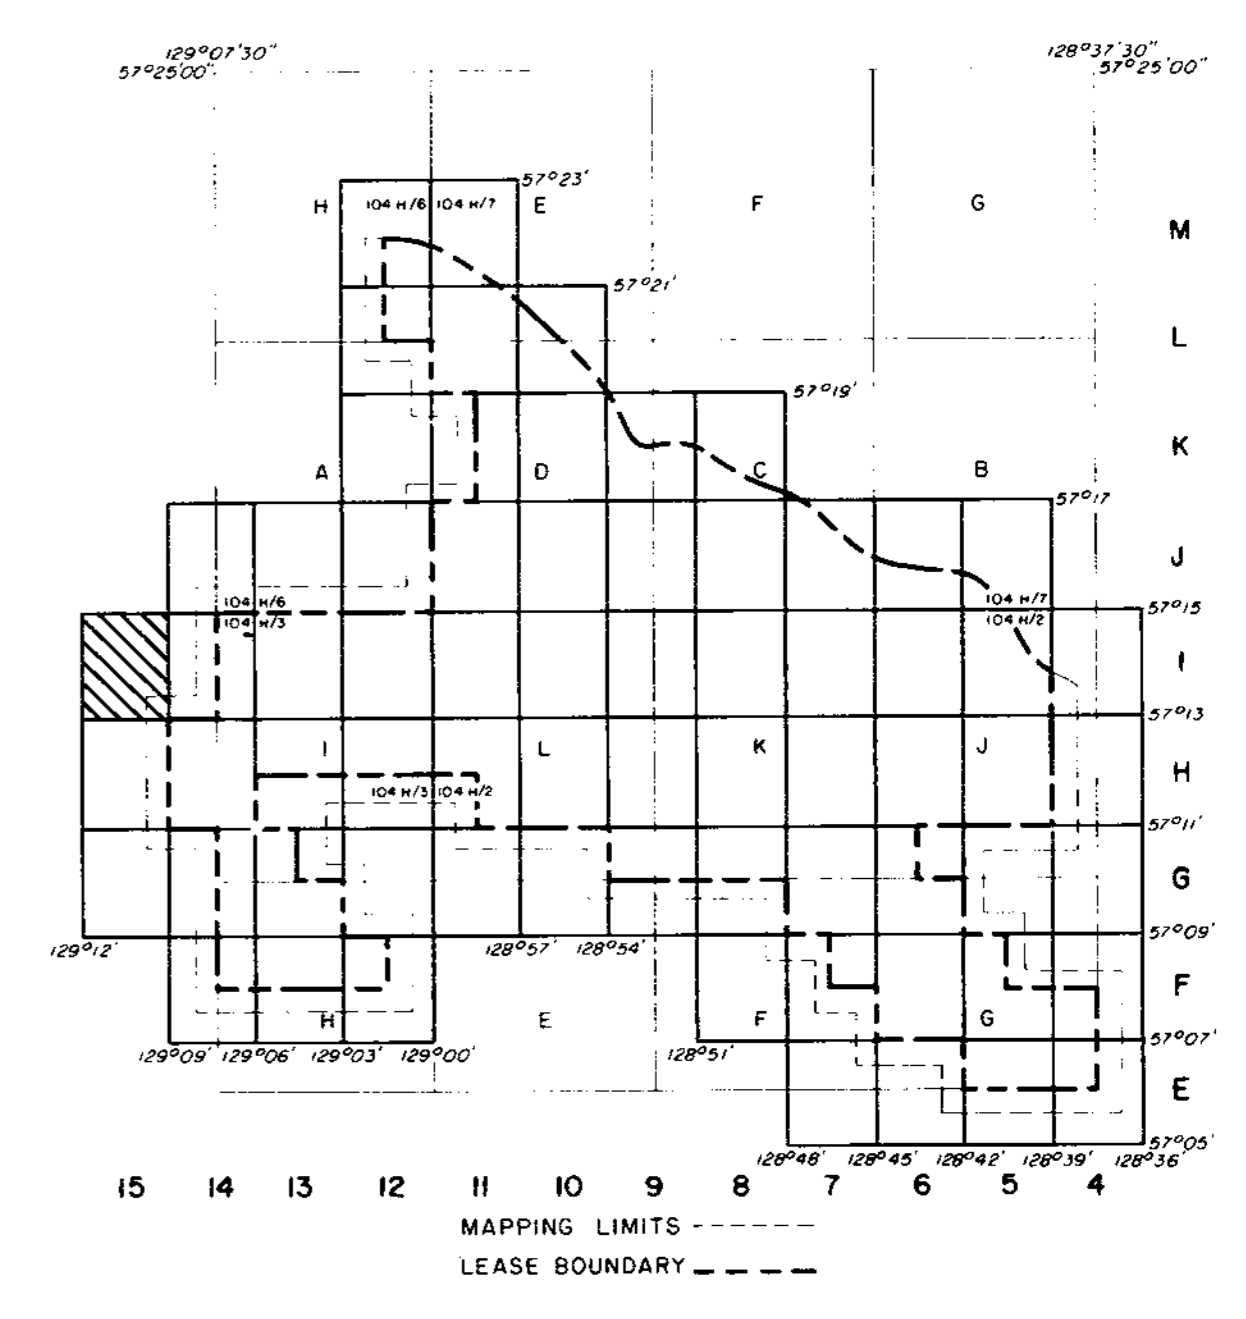 129°07'30" 128°37'30"
57°25'00" 57°25'00"
57°23'
H 104 H/6 104 H/7 E F G
M
57°21'
L
57°19'
K
A D C B
57°17
J
104 H/6 104 H/7
57°15'
104 H/3 104 H/2
I
57°13
I L K J
H
104 H/3 104 H/2
57°11'
G
57°09'
129°12' 128°57' 128°54'
F
H E F G
57°07'
129°09' 129°06' 129°03' 129°00' 128°51'
E
57°05'
128°48' 128°45' 128°42' 128°39' 128°36'
15 14 13 12 11 10 9 8 7 6 5 4
MAPPING LIMITS
LEASE BOUNDARY